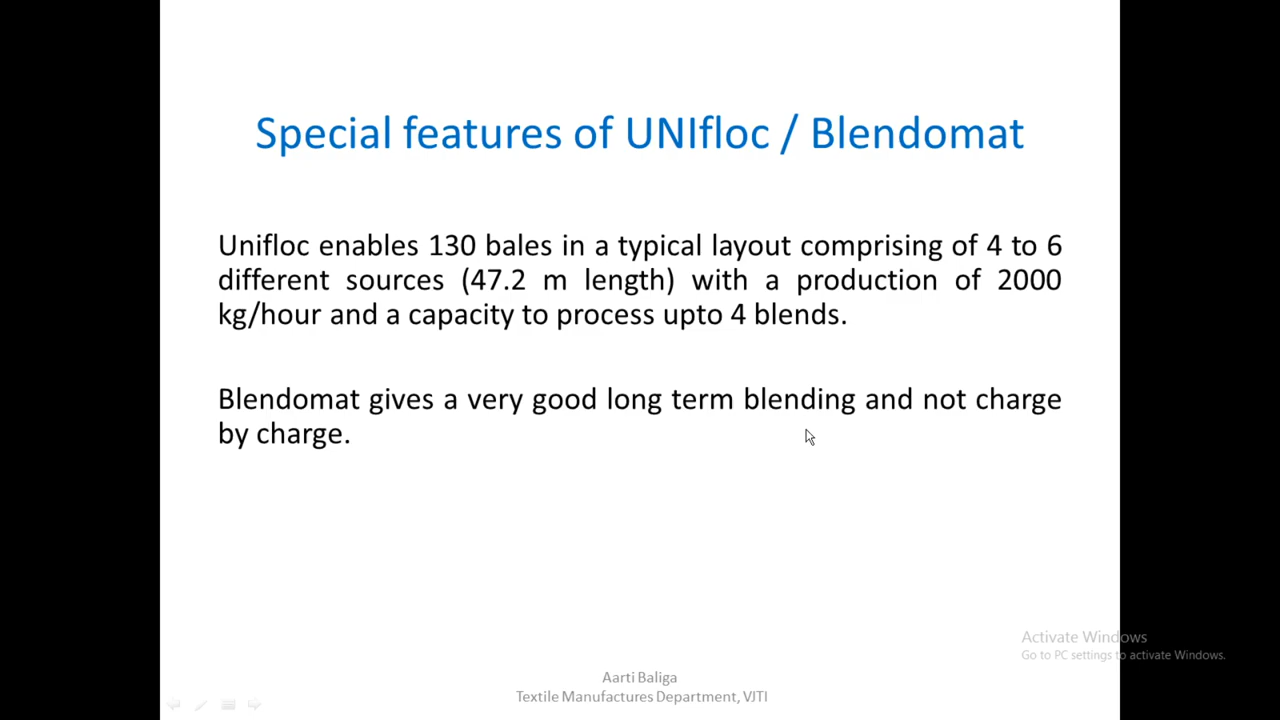 Special features of UNIfloc / Blendomat
Unifloc enables 130 bales in a typical layout comprising of 4 to 6
different sources (47.2 m length) with a production of 2000
kg/hour and a capacity to process upto 4 blends.
Blendomat gives a very good long term blending and not charge
by charge.
Activate Windows
Go to PC settings to activate Windows.
Aarti Baliga
Textile Manufactures Department, VJTI